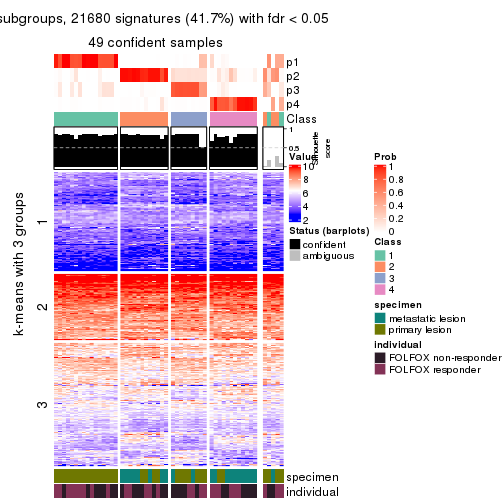 subgroups, 21680 signatures (41.7%) with fdr < 0.05
49 confident samples
p1
p2
p3
p4
Class
1
0.5
0
Silhouette
score
k-means with 3 groups
1
2
3
specimen
individual
Value
10
8
6
4
2
Status (barplots)
confident
ambiguous
Prob
1
0.8
0.6
0.4
0.2
0
Class
1
2
3
4
specimen
metastatic lesion
primary lesion
individual
FOLFOX non-responder
FOLFOX responder